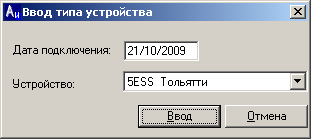 Ввод типа устройства
Дата подключения: 21/10/2009
Устройство: 5ESS Тольятти
Ввод Отмена